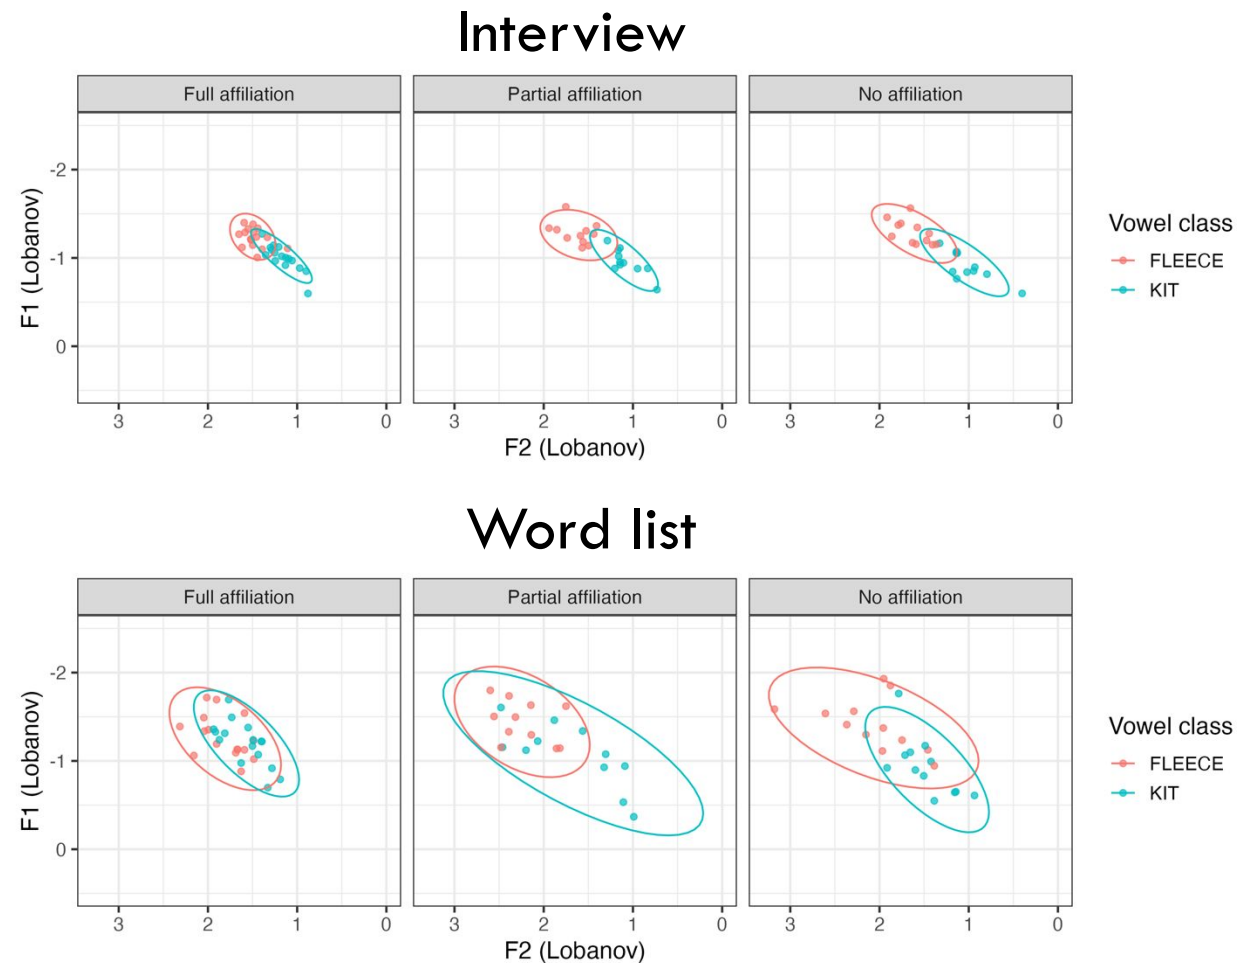 Interview
Full affiliation
Partial affiliation
No affiliation
F1 (Lobanov)
-2
-1
0
3 2 1 0
3 2 1 0
3 2 1 0
F2 (Lobanov)
Vowel class
FLEECE
KIT
Word list
Full affiliation
Partial affiliation
No affiliation
F1 (Lobanov)
-2
-1
0
3 2 1 0
3 2 1 0
3 2 1 0
F2 (Lobanov)
Vowel class
FLEECE
KIT